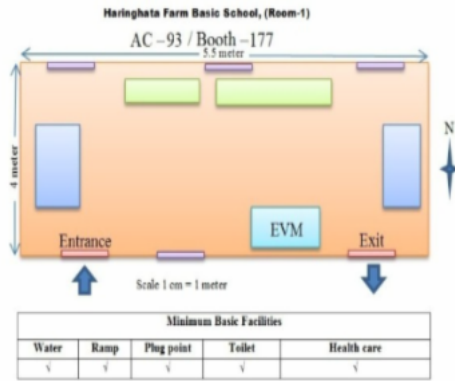 Haringhata Farm Basic School, (Room-1)
AC –93 / Booth –177
5.5 meter
4 meter
N
EVM
Entrance
Exit
Scale 1 cm = 1 meter
Minimum Basic Facilities
Water Ramp Plug point Toilet Health care
√ √ √ √ √